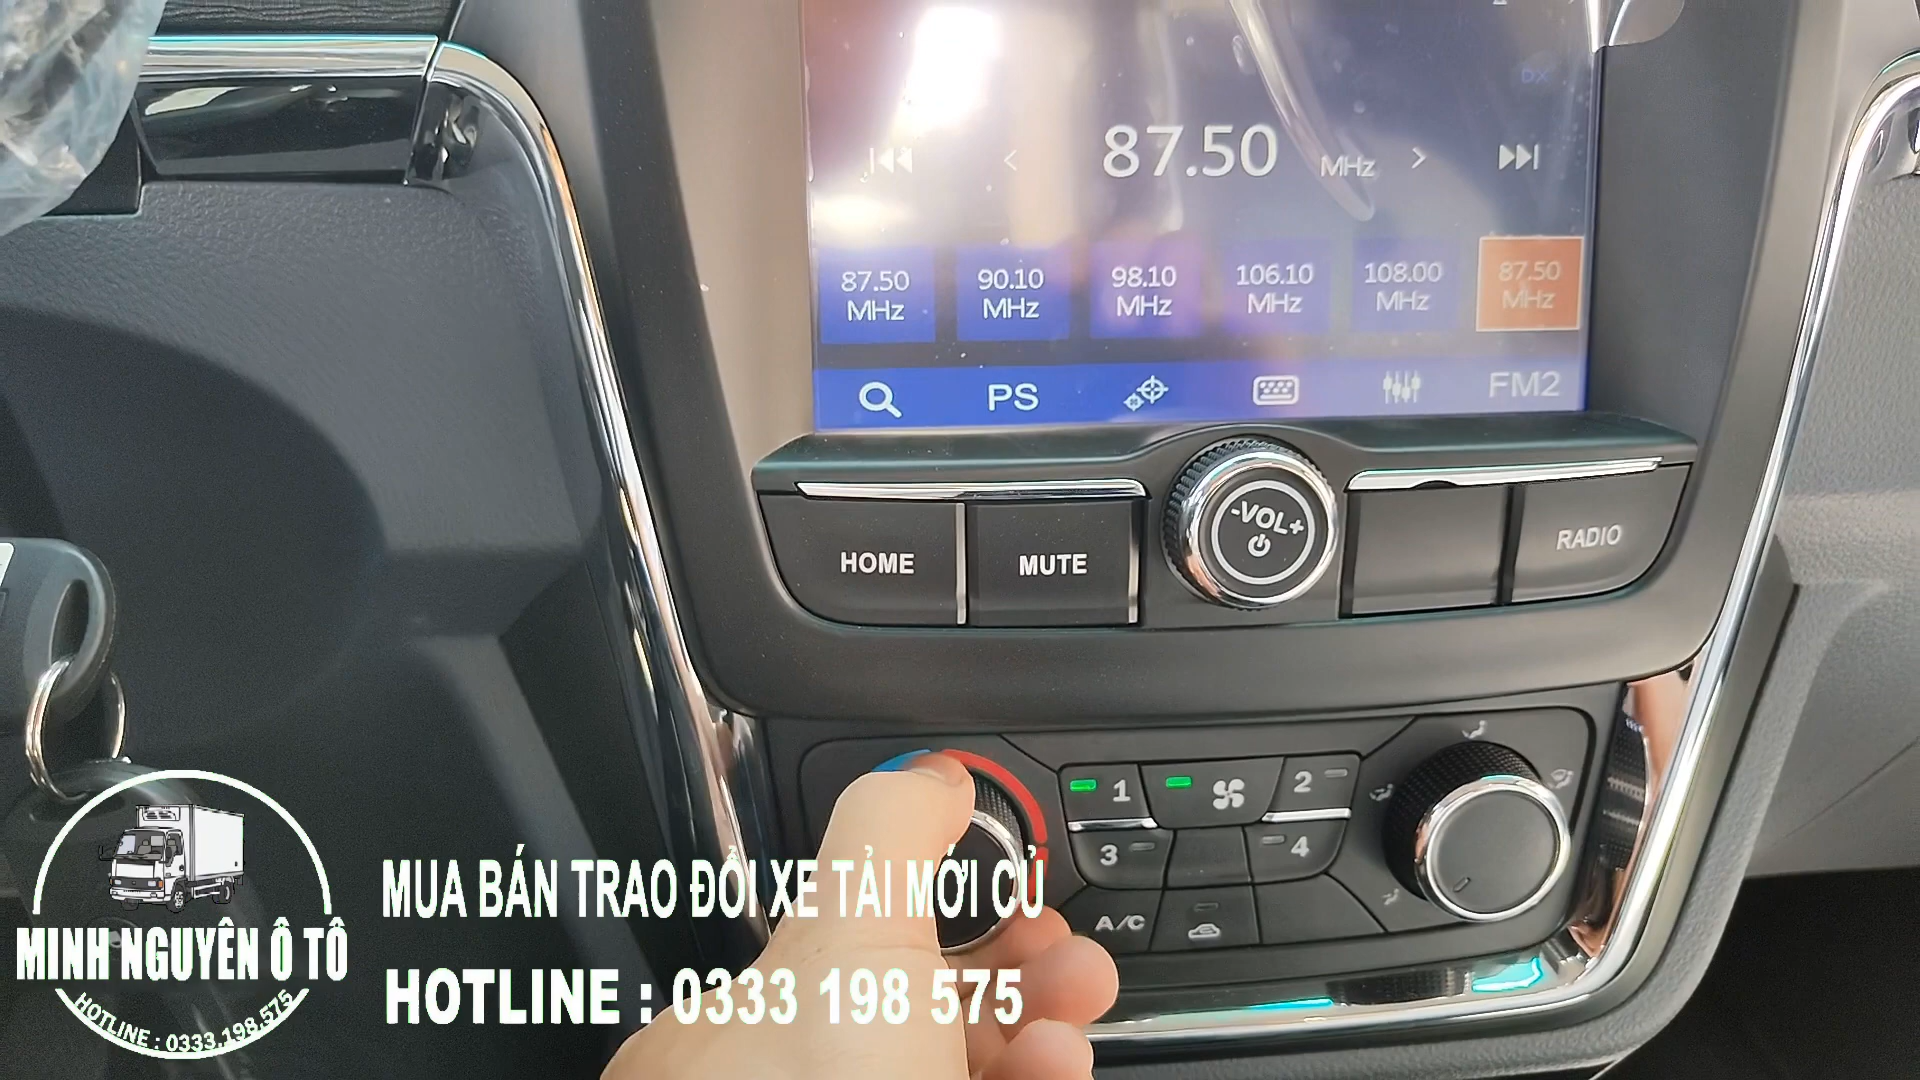 DX
87.50 MHz
87.50 MHz
90.10 MHz
98.10 MHz
106.10 MHz
108.00 MHz
87.50 MHz
PS
FM2
HOME
MUTE
-VOL+
RADIO
1
2
3
4
A/C
MUA BÁN TRAO ĐỔI XE TẢI MỚI CỦ
HOTLINE : 0333 198 575
MINH NGUYÊN Ô TÔ
HOTLINE : 0333.198.575